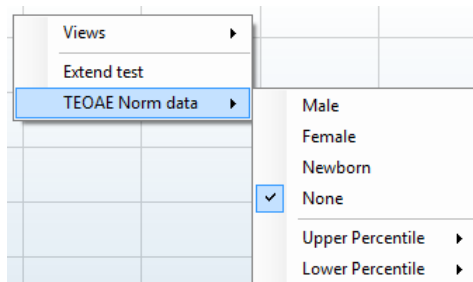 Views
Extend test
TEOAE Norm data
Male
Female
Newborn
None
Upper Percentile
Lower Percentile